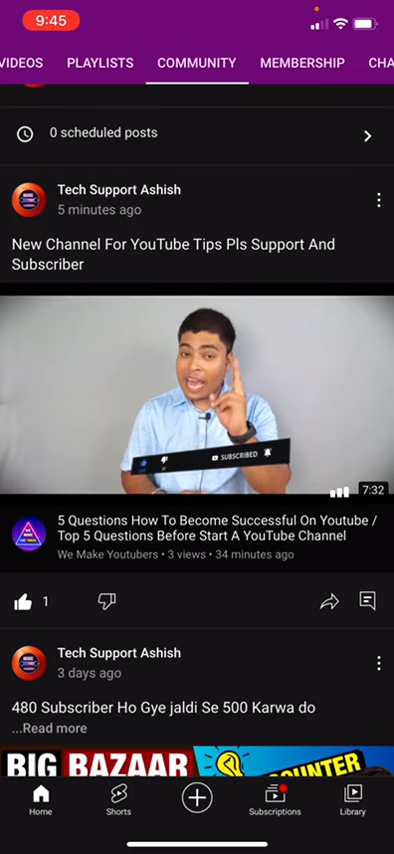 9:45
VIDEOS
PLAYLISTS
COMMUNITY
MEMBERSHIP
CHA
0 scheduled posts
Tech Support Ashish
5 minutes ago
New Channel For YouTube Tips Pls Support And
Subscriber
SUBSCRIBED
7:32
5 Questions How To Become Successful On Youtube /
Top 5 Questions Before Start A YouTube Channel
We Make Youtubers • 3 views • 34 minutes ago
1
Tech Support Ashish
3 days ago
480 Subscriber Ho Gye jaldi Se 500 Karwa do
...Read more
BIG BAZAAR
COUNTER
Home
Shorts
Subscriptions
Library